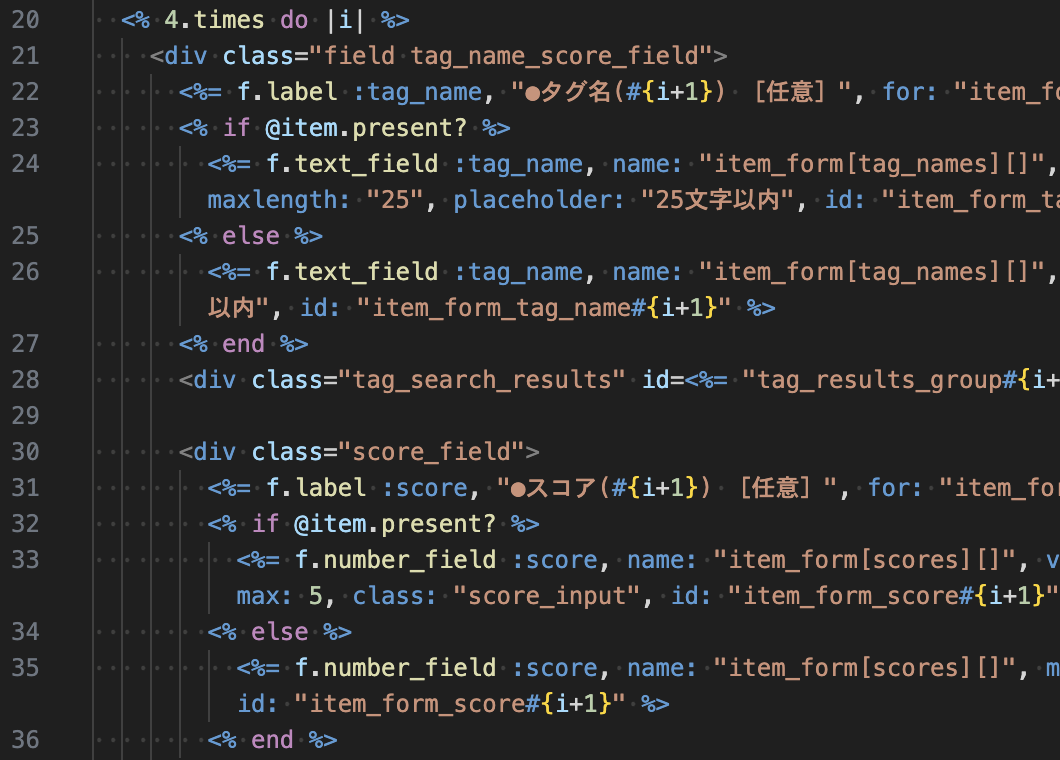 20 <% 4.times do |i| %>
21 <div class="field tag_name_score_field">
22 <%= f.label :tag_name, "●タグ名(#{i+1}) [任意] ", for: "item_fo
23 <% if @item.present? %>
24 <%= f.text_field :tag_name, name: "item_form[tag_names][]",
maxlength: "25", placeholder: "25文字以内", id: "item_form_ta
25 <% else %>
26 <%= f.text_field :tag_name, name: "item_form[tag_names][]",
以内", id: "item_form_tag_name#{i+1}" %>
27 <% end %>
28 <div class="tag_search_results" id=<%= "tag_results_group#{i+
29
30 <div class="score_field">
31 <%= f.label :score, "●スコア(#{i+1}) [任意] ", for: "item_for
32 <% if @item.present? %>
33 <%= f.number_field :score, name: "item_form[scores][]", v
max: 5, class: "score_input", id: "item_form_score#{i+1}"
34 <% else %>
35 <%= f.number_field :score, name: "item_form[scores][]", m
id: "item_form_score#{i+1}" %>
36 <% end %>